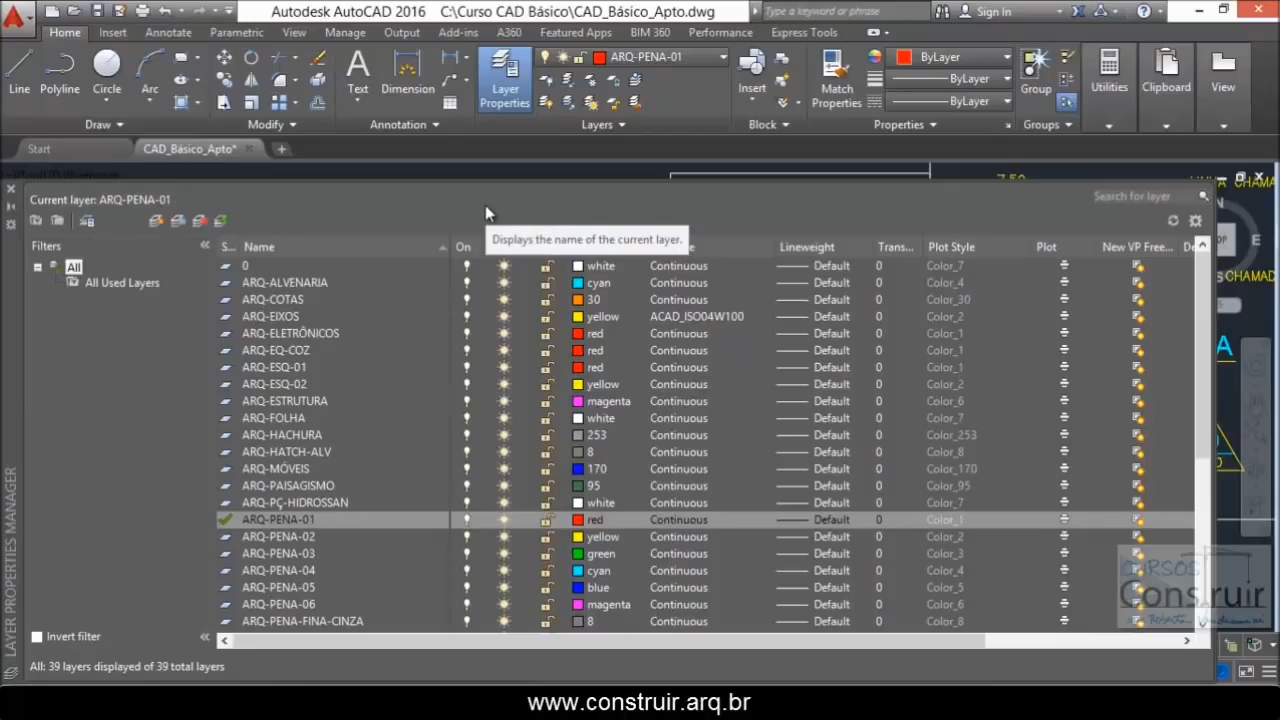 Autodesk AutoCAD 2016 C:\Curso CAD Básico\CAD_Básico_Apto.dwg
Type a keyword or phrase
Sign In
Home Insert Annotate Parametric View Manage Output Add-ins A360 Featured Apps BIM 360 Performance Express Tools
ARQ-PENA-01
ByLayer
ByLayer
ByLayer
Line Polyline Circle Arc Text Dimension Layer Properties Insert Match Properties Group Utilities Clipboard View
Draw Modify Annotation Layers Block Properties Groups
Start CAD_Básico_Apto*
7.50
Current layer: ARQ-PENA-01
Search for layer
Displays the name of the current layer.
Filters
All
All Used Layers
S... Name On Lineweight Trans... Plot Style Plot New VP Free...
0 white Continuous Default 0 Color_7
ARQ-ALVENARIA cyan Continuous Default 0 Color_4
ARQ-COTAS 30 Continuous Default 0 Color_30
ARQ-EIXOS yellow ACAD_ISO04W100 Default 0 Color_2
ARQ-ELETRÔNICOS red Continuous Default 0 Color_1
ARQ-EQ-COZ red Continuous Default 0 Color_1
ARQ-ESQ-01 red Continuous Default 0 Color_1
ARQ-ESQ-02 yellow Continuous Default 0 Color_2
ARQ-ESTRUTURA magenta Continuous Default 0 Color_6
ARQ-FOLHA white Continuous Default 0 Color_7
ARQ-HACHURA 253 Continuous Default 0 Color_253
ARQ-HATCH-ALV 8 Continuous Default 0 Color_8
ARQ-MÓVEIS 170 Continuous Default 0 Color_170
ARQ-PAISAGISMO 95 Continuous Default 0 Color_95
ARQ-PÇ-HIDROSSAN white Continuous Default 0 Color_7
ARQ-PENA-01 red Continuous Default 0 Color_1
ARQ-PENA-02 yellow Continuous Default 0 Color_2
ARQ-PENA-03 green Continuous Default 0 Color_3
ARQ-PENA-04 cyan Continuous Default 0 Color_4
ARQ-PENA-05 blue Continuous Default 0 Color_5
ARQ-PENA-06 magenta Continuous Default 0 Color_6
ARQ-PENA-FINA-CINZA 8 Continuous Default 0 Color_8
Invert filter
All: 39 layers displayed of 39 total layers
LAYER PROPERTIES MANAGER
E
S
A
CURSOS
Cons.ruir
www.construir.arq.br